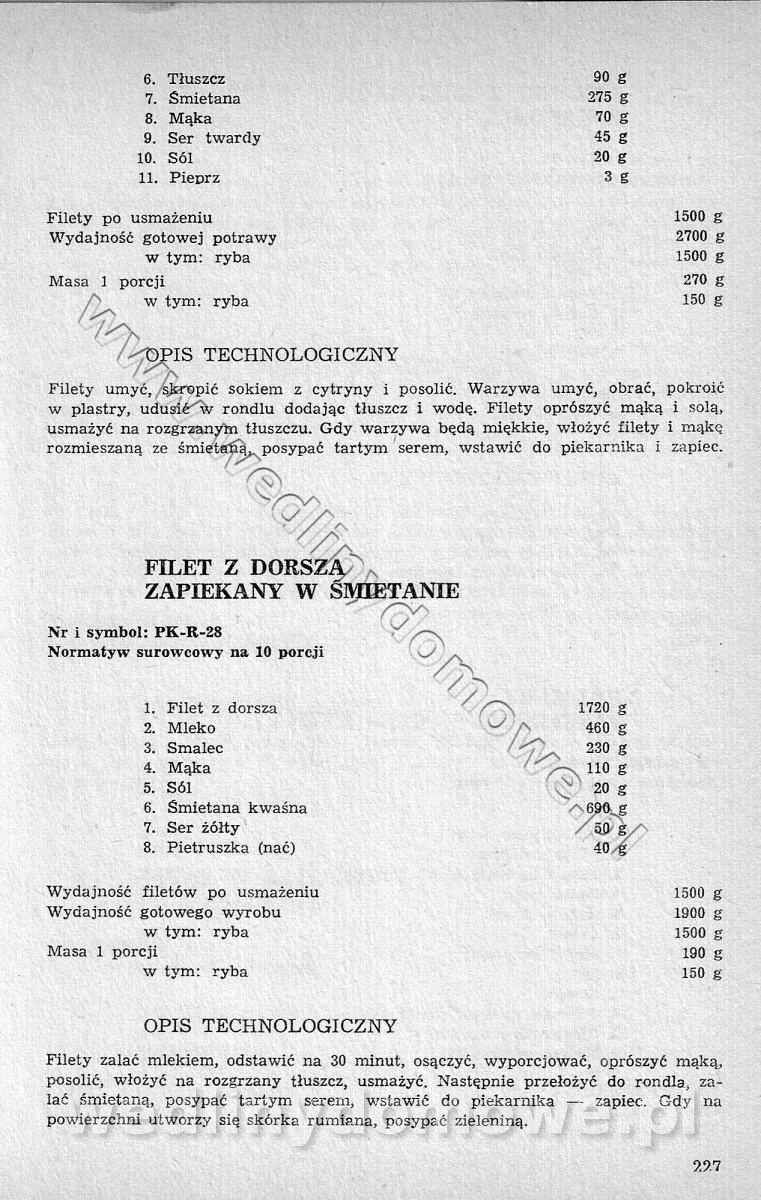 6. Tłuszcz 90 g
7. Śmietana 275 g
8. Mąka 70 g
9. Ser twardy 45 g
10. Sól 20 g
11. Pieprz 3 g
Filety po usmażeniu 1500 g
Wydajność gotowej potrawy 2700 g
w tym: ryba 1500 g
Masa 1 porcji 270 g
w tym: ryba 150 g
OPIS TECHNOLOGICZNY
Filety umyć, skropić sokiem z cytryny i posolić. Warzywa umyć, obrać, pokroić
w plastry, udusić w rondlu dodając tłuszcz i wodę. Filety oprószyć mąką i solą,
usmażyć na rozgrzanym tłuszczu. Gdy warzywa będą miękkie, włożyć filety i mąkę
rozmieszaną ze śmietaną, posypać tartym serem, wstawić do piekarnika i zapiec.
www.wedlinydomowe.pl
FILET Z DORSZA
ZAPIEKANY W ŚMIETANIE
Nr i symbol: PK-R-28
Normatyw surowcowy na 10 porcji
1. Filet z dorsza 1720 g
2. Mleko 460 g
3. Smalec 230 g
4. Mąka 110 g
5. Sól 20 g
6. Śmietana kwaśna 690 g
7. Ser żółty 50 g
8. Pietruszka (nać) 40 g
Wydajność filetów po usmażeniu 1500 g
Wydajność gotowego wyrobu 1900 g
w tym: ryba 1500 g
Masa 1 porcji 190 g
w tym: ryba 150 g
OPIS TECHNOLOGICZNY
Filety zalać mlekiem, odstawić na 30 minut, osączyć, wyporcjować, oprószyć mąką,
posolić, włożyć na rozgrzany tłuszcz, usmażyć. Następnie przełożyć do rondla, za-
lać śmietaną, posypać tartym serem, wstawić do piekarnika — zapiec. Gdy na
powierzchni utworzy się skórka rumiana, posypać zieleniną.
wedlinydomowe.pl
227